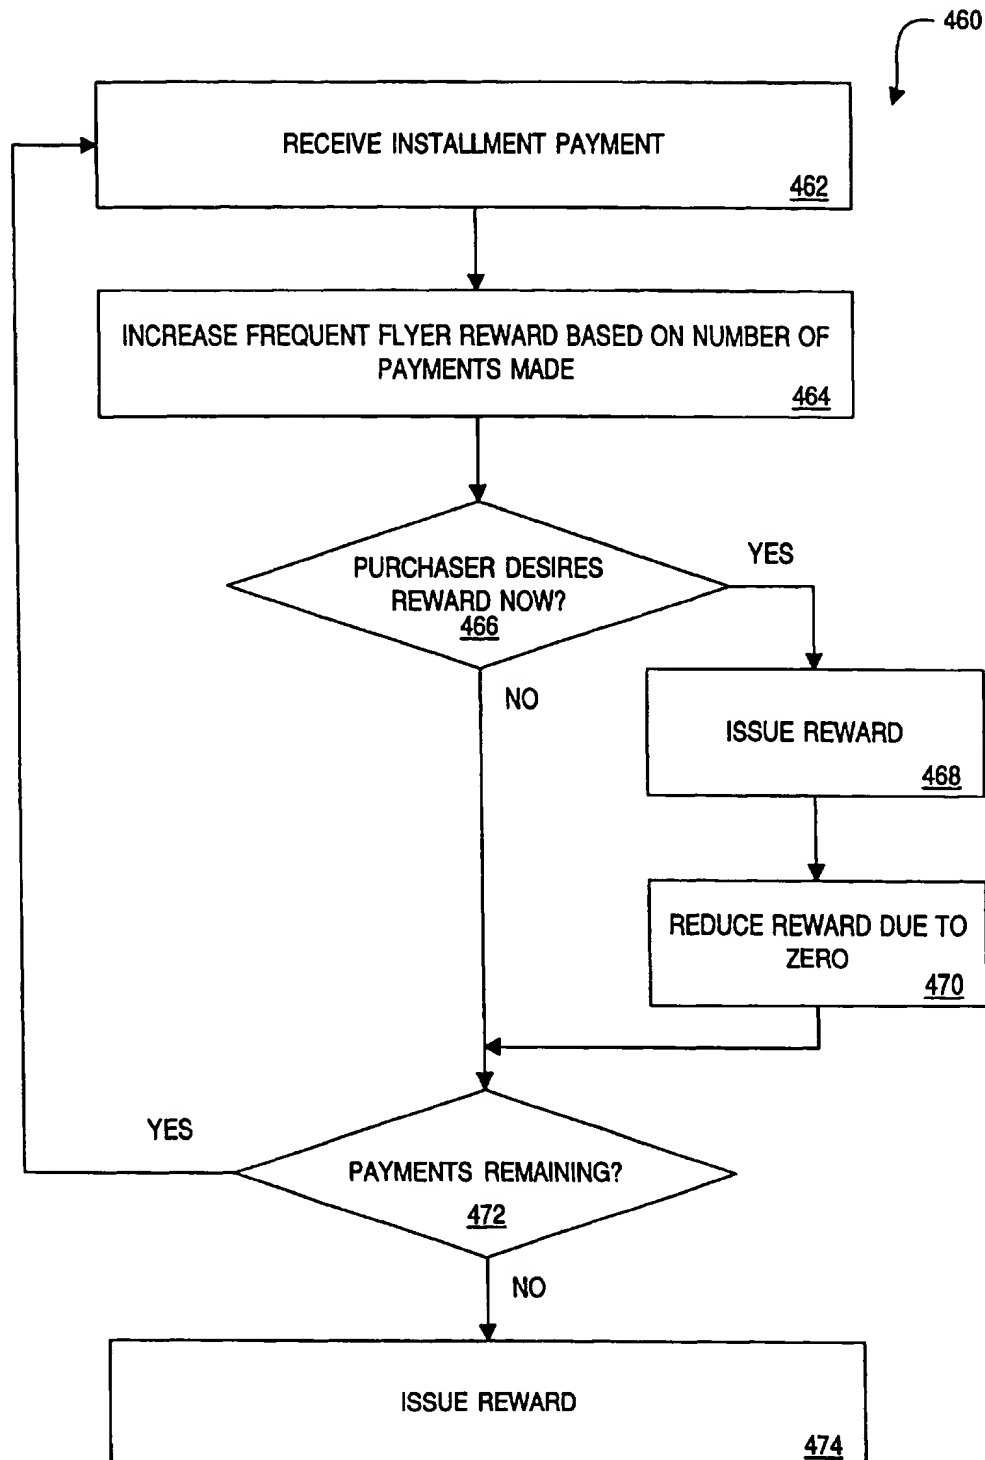 460
RECEIVE INSTALLMENT PAYMENT
462
INCREASE FREQUENT FLYER REWARD BASED ON NUMBER OF
PAYMENTS MADE
464
PURCHASER DESIRES
REWARD NOW?
466
YES
NO
ISSUE REWARD
468
REDUCE REWARD DUE TO
ZERO
470
YES
PAYMENTS REMAINING?
472
NO
ISSUE REWARD
474